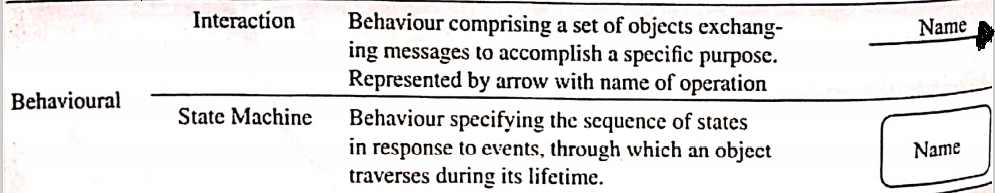 Interaction
Behaviour comprising a set of objects exchang-
ing messages to accomplish a specific purpose.
Represented by arrow with name of operation
Name
Behavioural
State Machine
Behaviour specifying the sequence of states
in response to events, through which an object
traverses during its lifetime.
Name